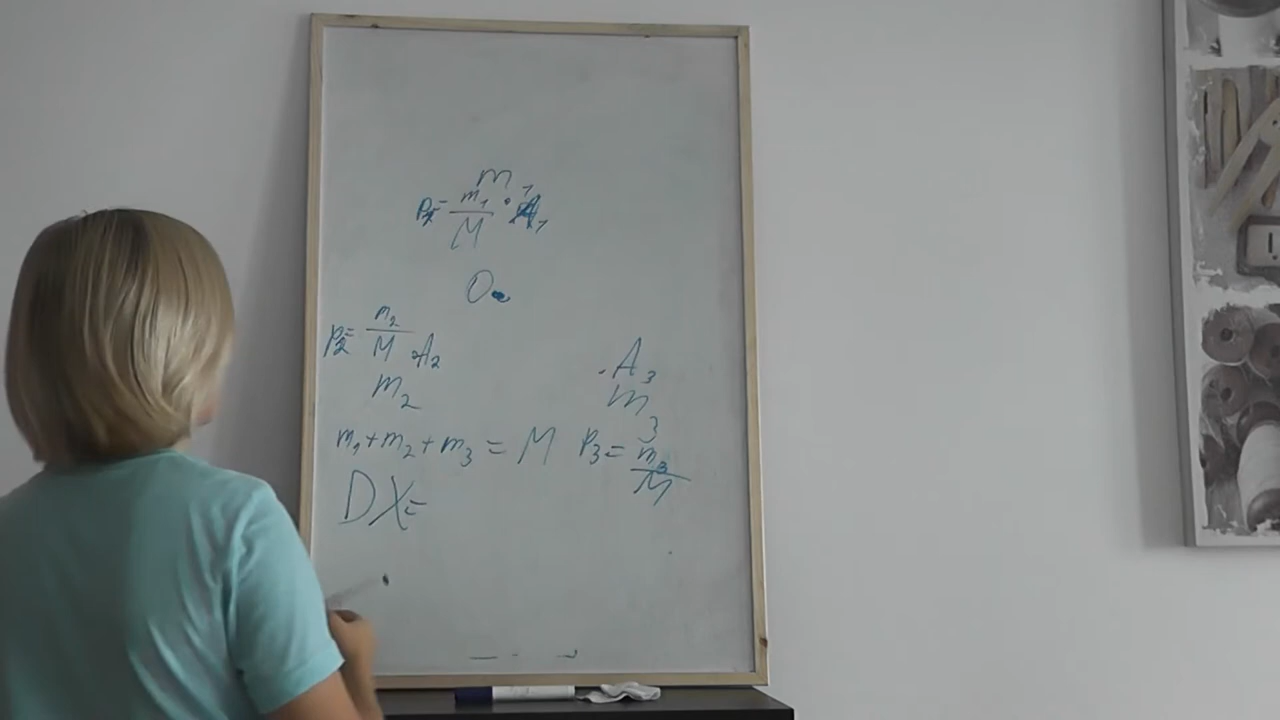 m
P1= m1/M · A1
O
P2= m2/M · A2
m2
· A3
m3
m1+m2+m3 = M
P3= m3/M
DX=